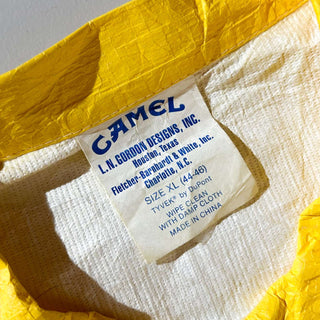 CAMEL
L.N. GORDON DESIGNS, INC.
Houston, Texas
Fletcher-Barnhardt & White, Inc.
Charlotte, N.C.
SIZE XL (44-46)
TYVEK® by DuPont
WIPE CLEAN
WITH DAMP CLOTH
MADE IN CHINA